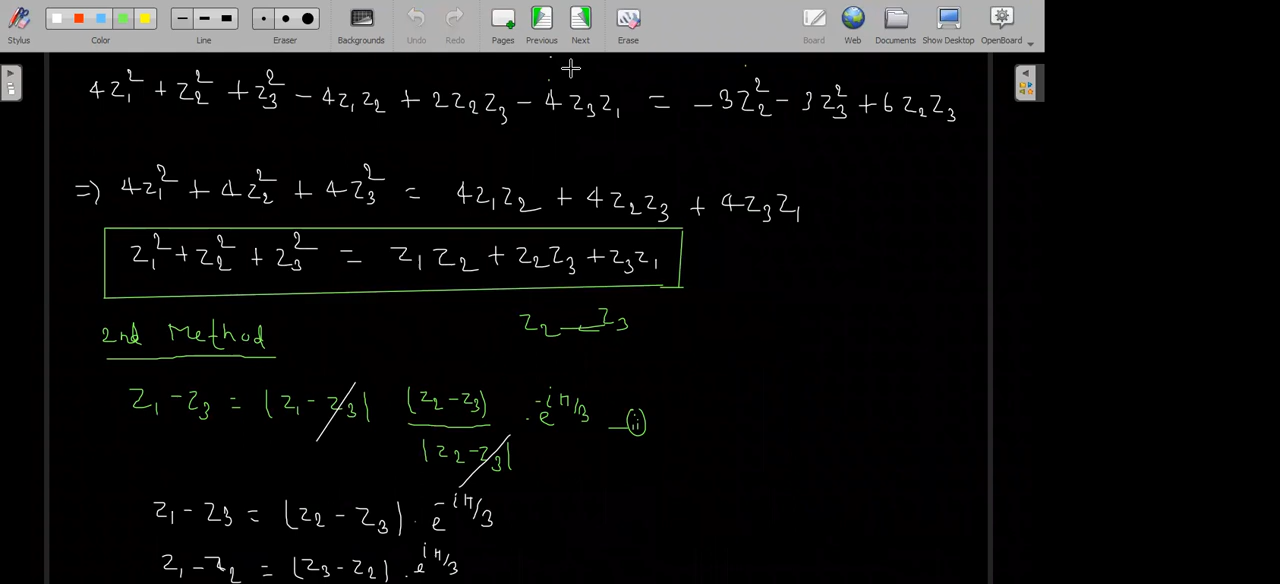 Stylus Color Line Eraser Backgrounds Undo Redo Pages Previous Next Erase Board Web Documents Show Desktop OpenBoard
4z₁² + z₂² + z₃² - 4z₁z₂ + 2z₂z₃ - 4z₃z₁ = -3z₂² - 3z₃² + 6z₂z₃
=) 4z₁² + 4z₂² + 4z₃² = 4z₁z₂ + 4z₂z₃ + 4z₃z₁
z₁² + z₂² + z₃² = z₁z₂ + z₂z₃ + z₃z₁
2nd Method z₂ — z₃
z₁ - z₃ = |z₁ - z₃| (z₂ - z₃) / |z₂ - z₃| . e^(-iπ/3) —(ii)
z₁ - z₃ = (z₂ - z₃) . e^(-iπ/3)
z₁ - z₂ = (z₃ - z₂) . e^(iπ/3)